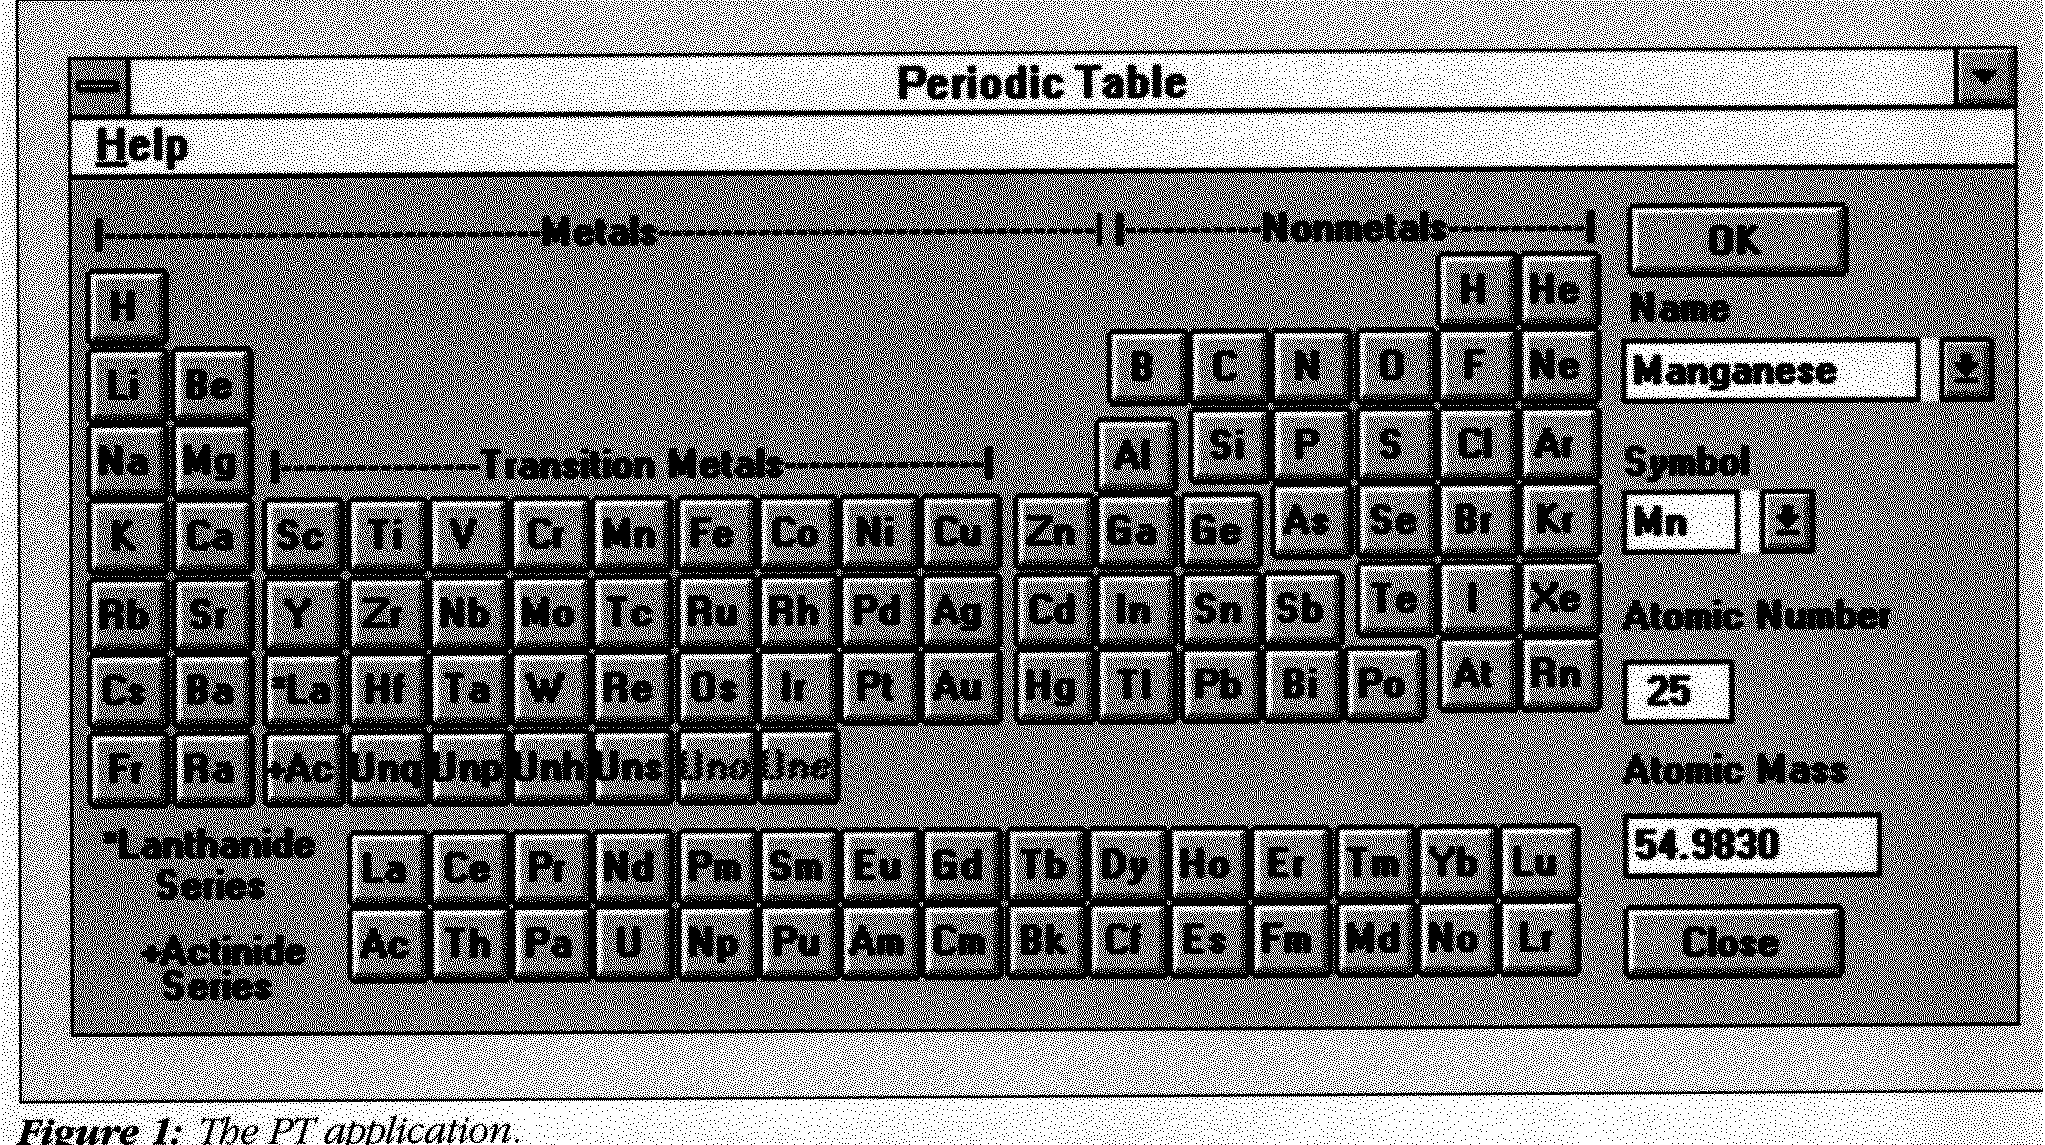 Periodic Table
Help
|-----Metals-----| |-----Nonmetals-----|
OK
H H He
Name
Li Be B C N O F Ne
Manganese
Na Mg |-----Transition Metals-----| Al Si P S Cl Ar
Symbol
K Ca Sc Ti V Cr Mn Fe Co Ni Cu Zn Ga Ge As Se Br Kr
Mn
Rb Sr Y Zr Nb Mo Tc Ru Rh Pd Ag Cd In Sn Sb Te I Xe
Atomic Number
Cs Ba *La Hf Ta W Re Os Ir Pt Au Hg Tl Pb Bi Po At Rn
25
Fr Ra +Ac Unq Unp Unh Uns Uno Une
Atomic Mass
*Lanthanide
Series
La Ce Pr Nd Pm Sm Eu Gd Tb Dy Ho Er Tm Yb Lu
54.9830
+Actinide
Series
Ac Th Pa U Np Pu Am Cm Bk Cf Es Fm Md No Lr
Close
Figure 1: The PT application.